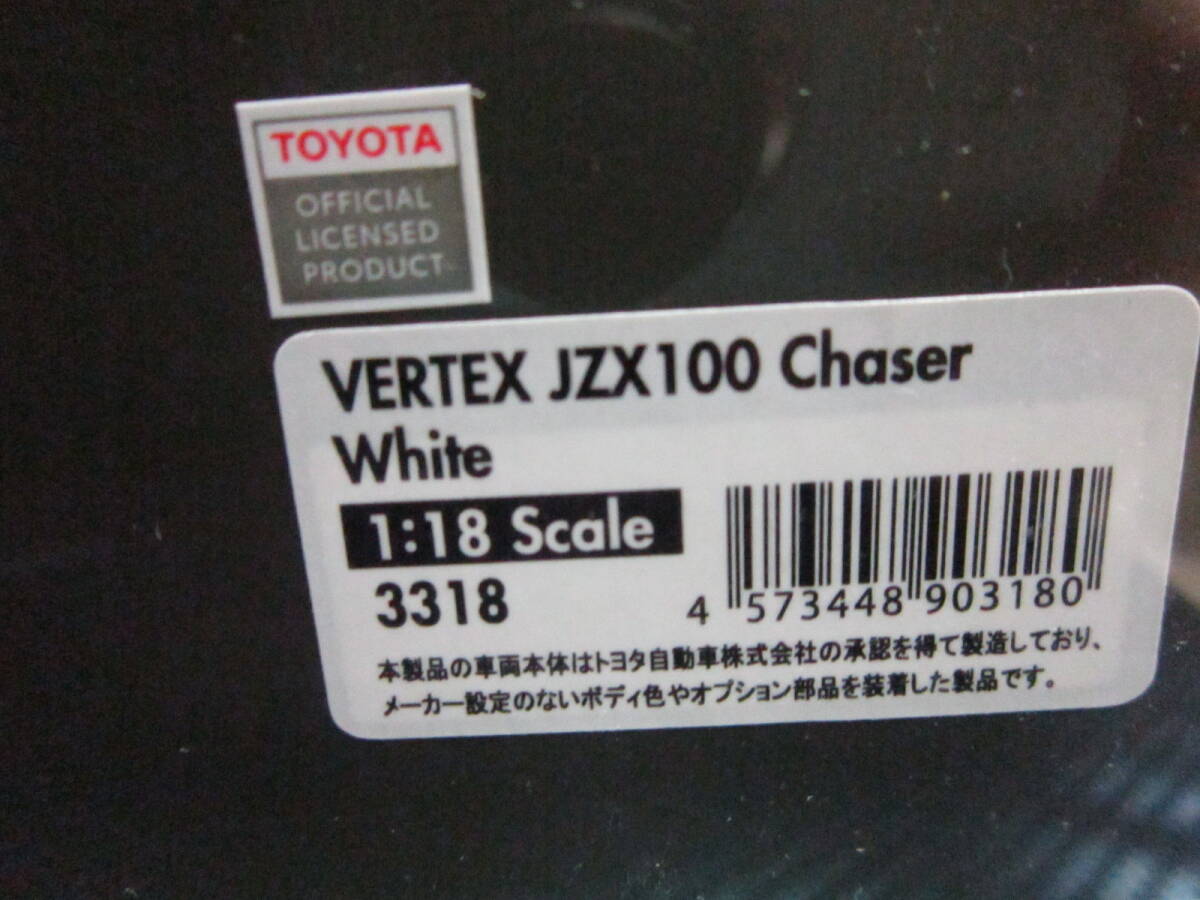 TOYOTA
OFFICIAL
LICENSED
PRODUCT
VERTEX JZX100 Chaser
White
1:18 Scale
3318
4 573448 903180
本製品の車両本体はトヨタ自動車株式会社の承認を得て製造しており、
メーカー設定のないボディ色やオプション部品を装着した製品です。